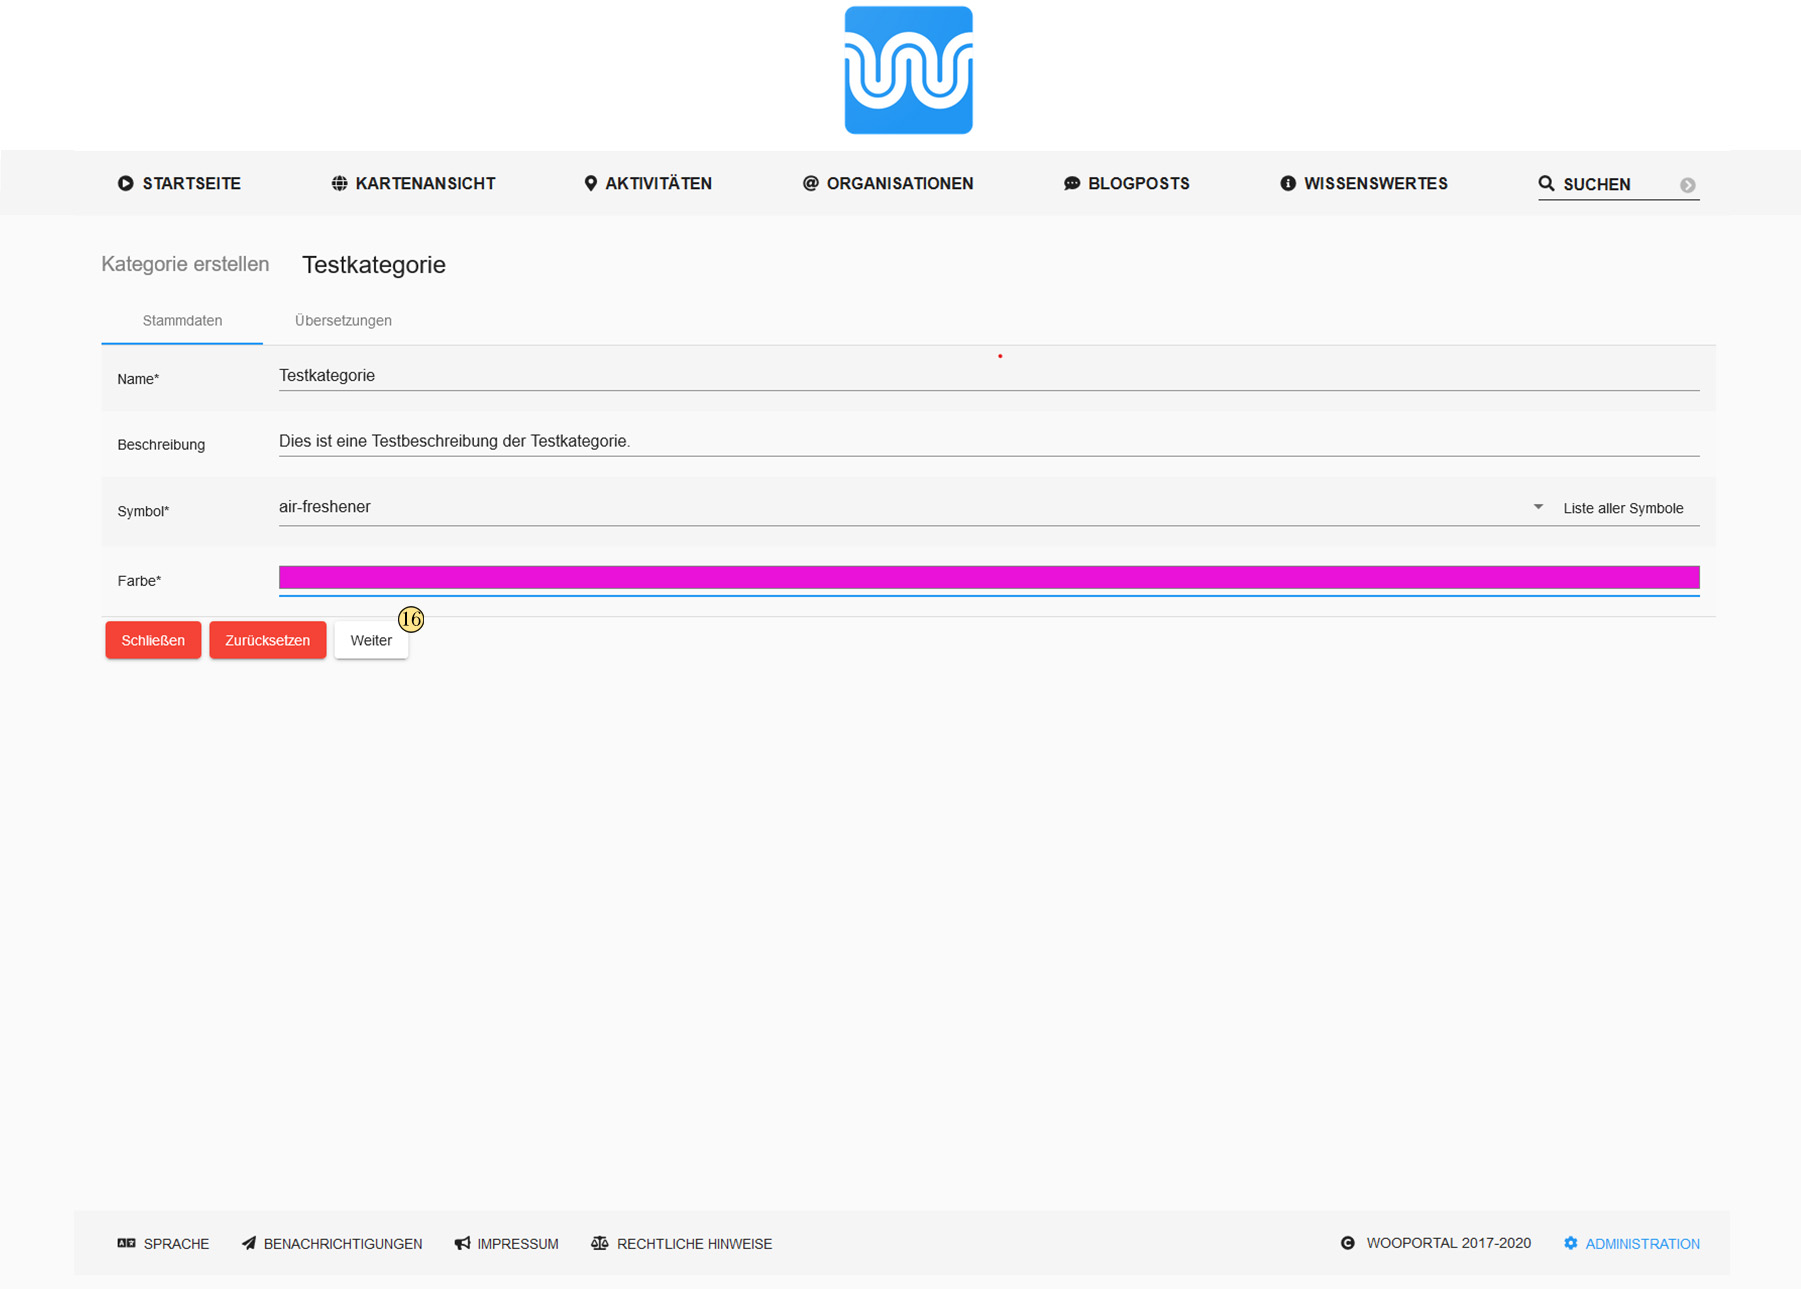 STARTSEITE KARTENANSICHT AKTIVITÄTEN ORGANISATIONEN BLOGPOSTS WISSENSWERTES SUCHEN
Kategorie erstellen Testkategorie
Stammdaten Übersetzungen
Name* Testkategorie
Beschreibung Dies ist eine Testbeschreibung der Testkategorie.
Symbol* air-freshener Liste aller Symbole
Farbe*
16
Schließen Zurücksetzen Weiter
SPRACHE BENACHRICHTIGUNGEN IMPRESSUM RECHTLICHE HINWEISE WOOPORTAL 2017-2020 ADMINISTRATION